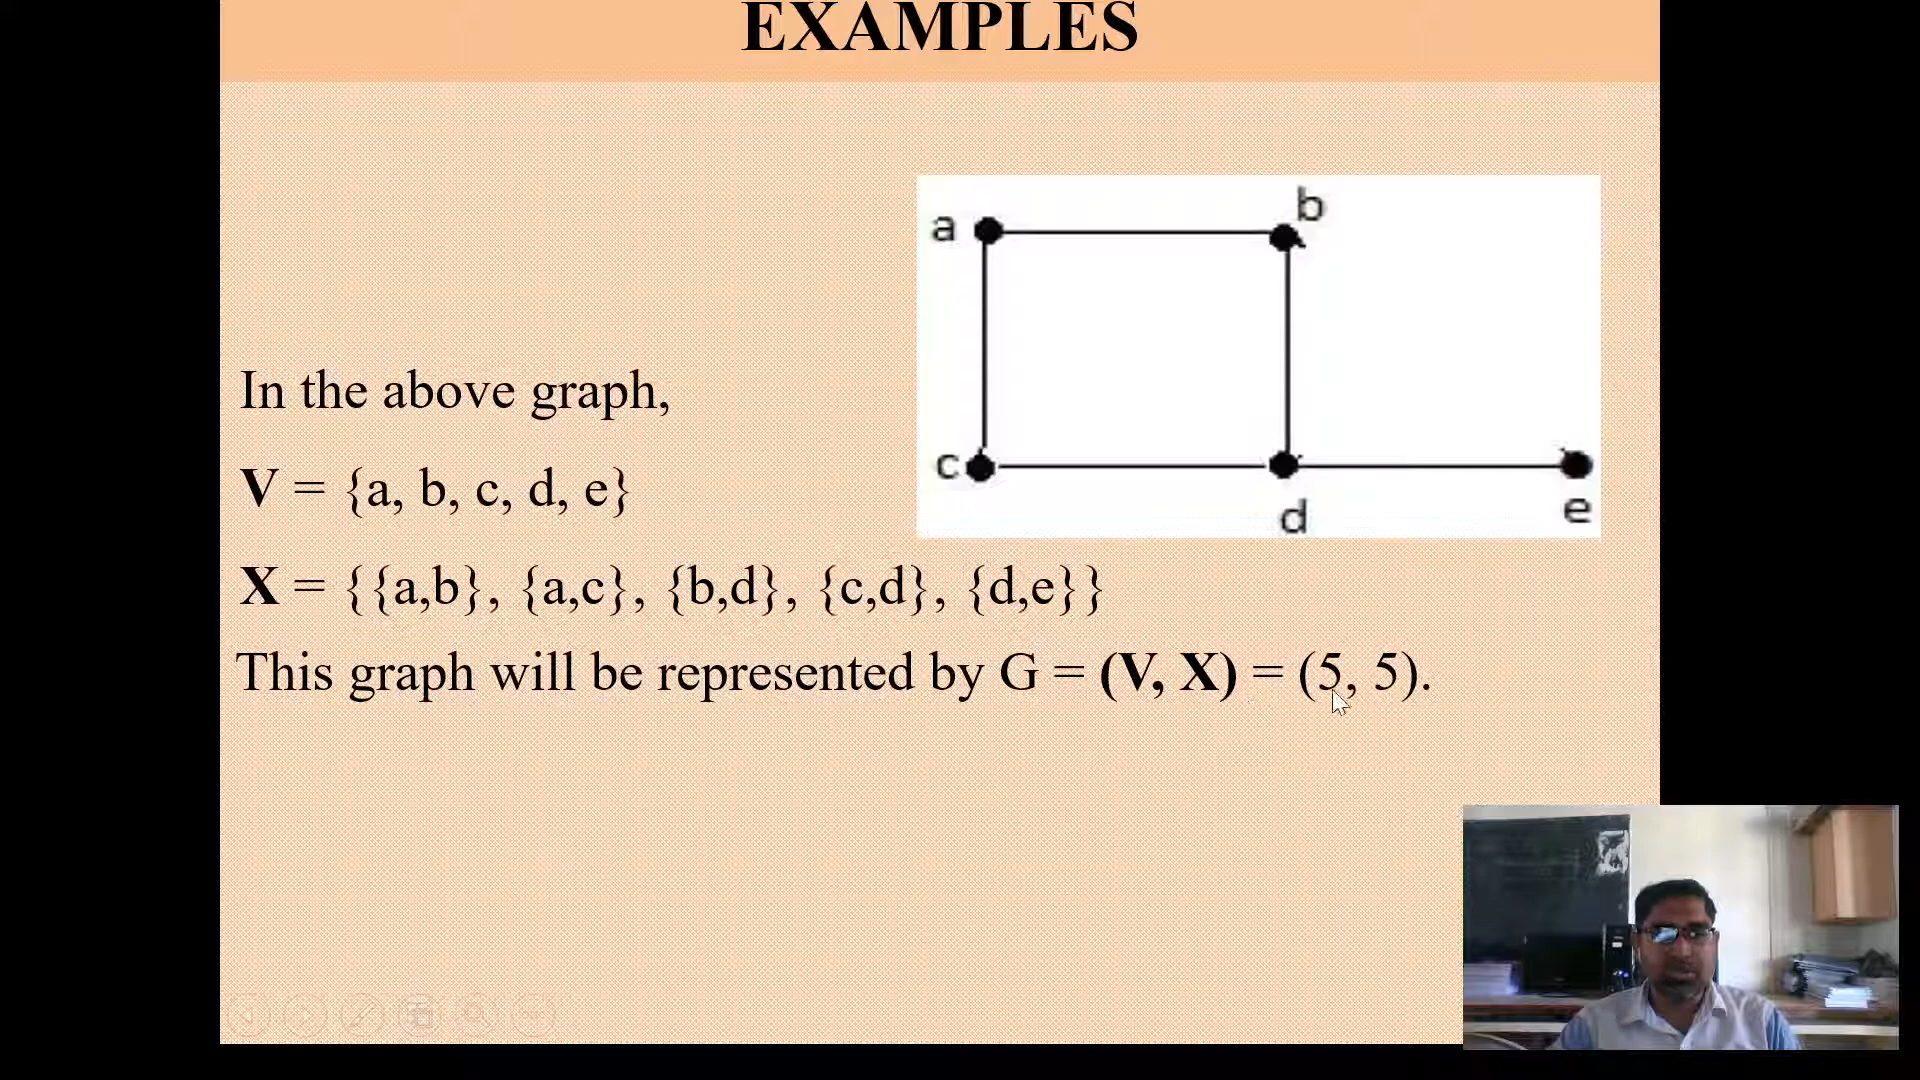 EXAMPLES
a
b
c
d
e
In the above graph,
V = {a, b, c, d, e}
X = {{a,b}, {a,c}, {b,d}, {c,d}, {d,e}}
This graph will be represented by G = (V, X) = (5, 5).